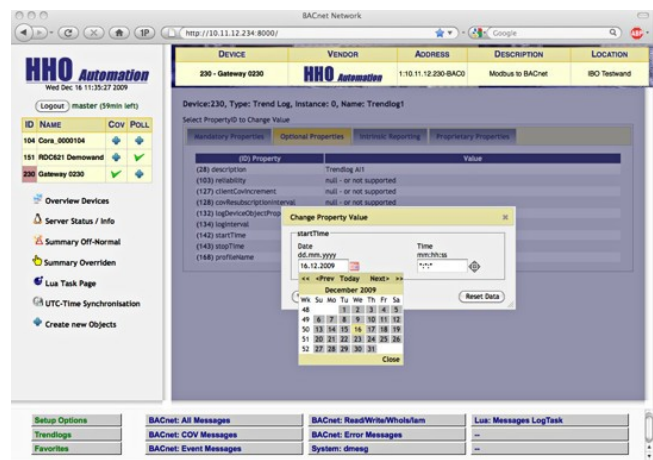 BACnet Network
http://10.11.12.234:8000/
Google
HHO Automation
Wed Dec 16 11:35:27 2009
Logout master (59min left)
ID NAME COV POLL
104 Cora_0000104
151 RDC621 Demowand
230 Gateway 0230
Overview Devices
Server Status / Info
Summary Off-Normal
Summary Overriden
Lua Task Page
UTC-Time Synchronisation
Create new Objects
DEVICE VENDOR ADDRESS DESCRIPTION LOCATION
230 - Gateway 0230 HHO Automation 1:10.11.12.230-BAC0 Modbus to BACnet IBO Testwand
Device:230, Type: Trend Log, Instance: 0, Name: Trendlog1
Select PropertyID to Change Value
Mandatory Properties Optional Properties Intrinsic Reporting Proprietary Properties
(ID) Property Value
(28) description Trendlog AI1
(103) reliability null - or not supported
(127) clientCovIncrement null - or not supported
(128) covResubscriptionInterval null - or not supported
(132) logDeviceObjectProp
(134) logInterval
(142) startTime
(143) stopTime
(168) profileName
Change Property Value
startTime
Date Time
dd.mm.yyyy mm:hh:ss
16.12.2009 *:*:*
Reset Data
<< <Prev Today Next> >>
December 2009
Wk Su Mo Tu We Th Fr Sa
48 1 2 3 4 5
49 6 7 8 9 10 11 12
50 13 14 15 16 17 18 19
51 20 21 22 23 24 25 26
52 27 28 29 30 31
Close
Setup Options BACnet: All Messages BACnet: Read/Write/WhoIs/Iam Lua: Messages LogTask
Trendlogs BACnet: COV Messages BACnet: Error Messages --
Favorites BACnet: Event Messages System: dmesg --